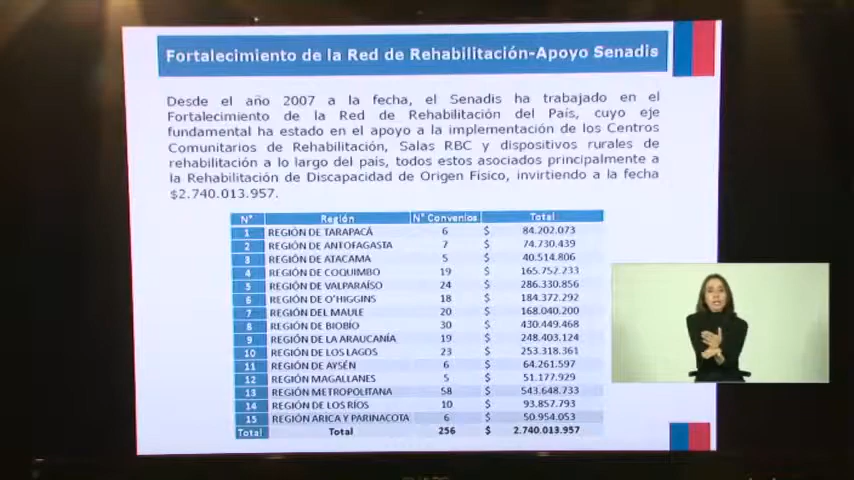 Fortalecimiento de la Red de Rehabilitación-Apoyo Senadis
Desde el año 2007 a la fecha, el Senadis ha trabajado en el
Fortalecimiento de la Red de Rehabilitación del País, cuyo eje
fundamental ha estado en el apoyo a la implementación de los Centros
Comunitarios de Rehabilitación, Salas RBC y dispositivos rurales de
rehabilitación a lo largo del país, todos estos asociados principalmente a
la Rehabilitación de Discapacidad de Origen Físico, invirtiendo a la fecha
$2.740.013.957.
N° Región N° Convenios Total
1 REGIÓN DE TARAPACÁ 6 $ 84.202.073
2 REGIÓN DE ANTOFAGASTA 7 $ 74.730.439
3 REGIÓN DE ATACAMA 5 $ 40.514.806
4 REGIÓN DE COQUIMBO 19 $ 165.752.233
5 REGIÓN DE VALPARAÍSO 24 $ 286.330.856
6 REGIÓN DE O'HIGGINS 18 $ 184.372.292
7 REGIÓN DEL MAULE 20 $ 168.040.200
8 REGIÓN DE BIOBÍO 30 $ 430.449.468
9 REGIÓN DE LA ARAUCANÍA 19 $ 248.403.124
10 REGIÓN DE LOS LAGOS 23 $ 253.318.361
11 REGIÓN DE AYSÉN 6 $ 64.261.597
12 REGIÓN MAGALLANES 5 $ 51.177.929
13 REGIÓN METROPOLITANA 58 $ 543.648.733
14 REGIÓN DE LOS RÍOS 10 $ 93.857.793
15 REGIÓN ARICA Y PARINACOTA 6 $ 50.954.053
Total Total 256 $ 2.740.013.957